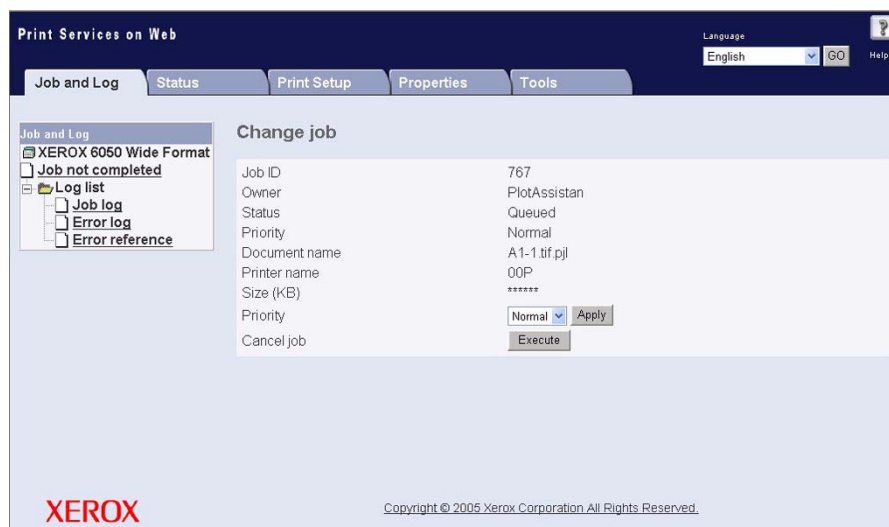 Print Services on Web
Language
English GO
? Help
Job and Log Status Print Setup Properties Tools
Job and Log
XEROX 6050 Wide Format
Job not completed
Log list
Job log
Error log
Error reference
Change job
Job ID 767
Owner PlotAssistan
Status Queued
Priority Normal
Document name A1-1.tif.pjl
Printer name 00P
Size (KB) ******
Priority Normal Apply
Cancel job Execute
XEROX
Copyright © 2005 Xerox Corporation All Rights Reserved.